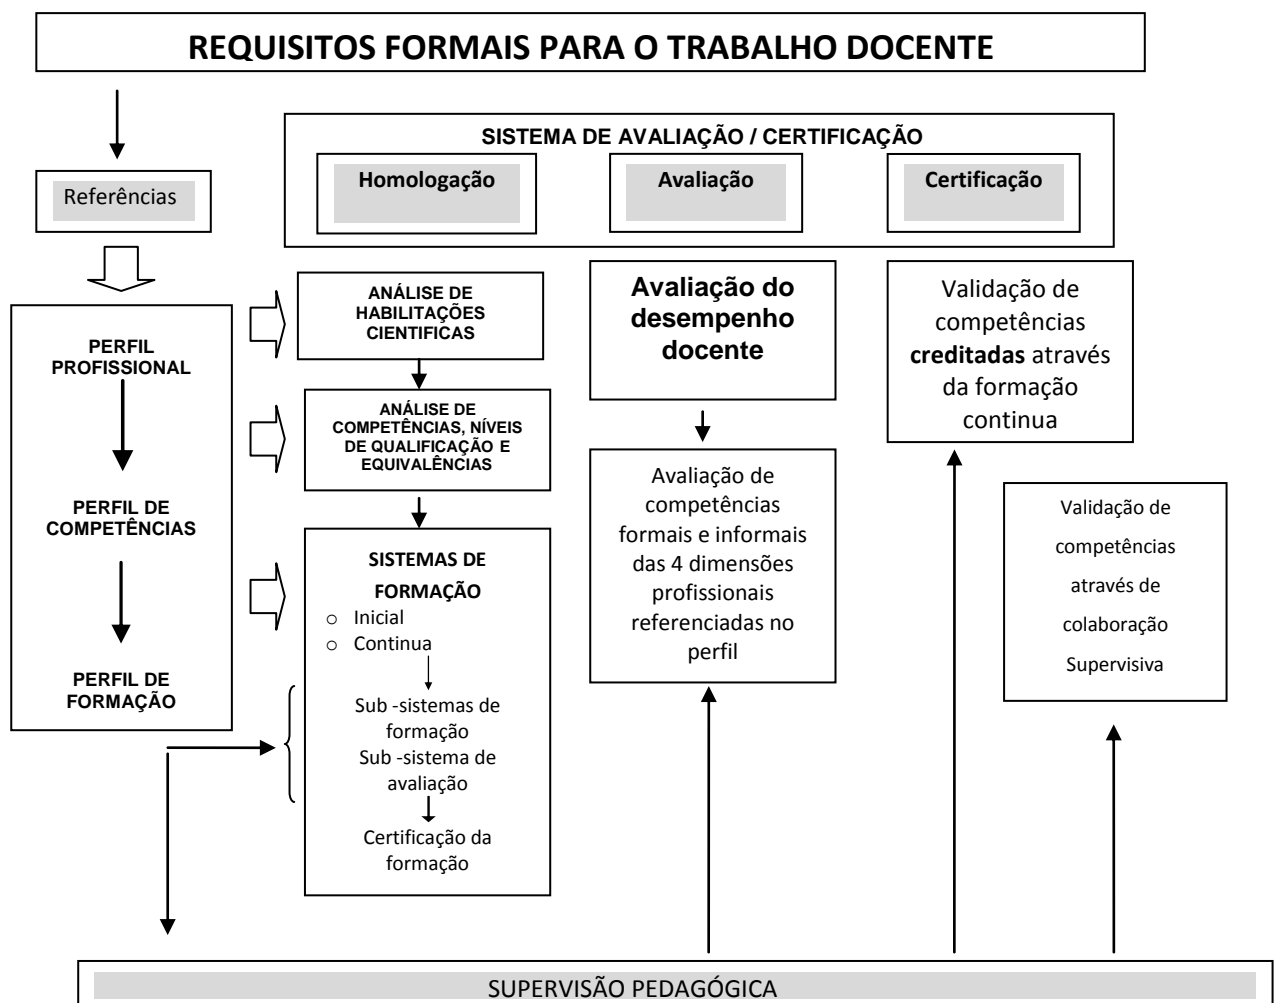 REQUISITOS FORMAIS PARA O TRABALHO DOCENTE
SISTEMA DE AVALIAÇÃO / CERTIFICAÇÃO
Homologação
Avaliação
Certificação
Referências
PERFIL
PROFISSIONAL
PERFIL DE
COMPETÊNCIAS
PERFIL DE
FORMAÇÃO
ANÁLISE DE
HABILITAÇÕES
CIENTIFICAS
ANÁLISE DE
COMPETÊNCIAS, NÍVEIS
DE QUALIFICAÇÃO E
EQUIVALÊNCIAS
SISTEMAS DE
FORMAÇÃO
o Inicial
o Continua
Sub -sistemas de
formação
Sub -sistema de
avaliação
Certificação da
formação
Avaliação do
desempenho
docente
Avaliação de
competências
formais e informais
das 4 dimensões
profissionais
referenciadas no
perfil
Validação de
competências
creditadas através
da formação
continua
Validação de
competências
através de
colaboração
Supervisiva
SUPERVISÃO PEDAGÓGICA